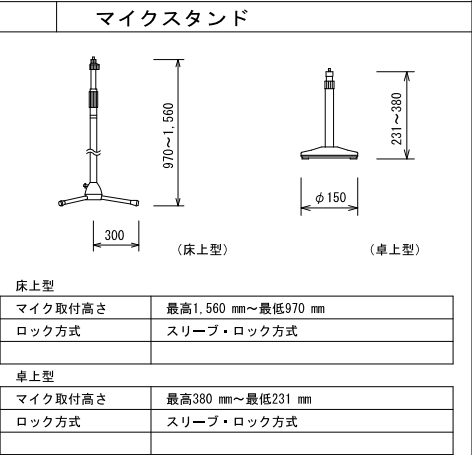 マイクスタンド
970～1,560
231～380
300
φ150
(床上型)
(卓上型)
床上型
マイク取付高さ 最高1,560 mm～最低970 mm
ロック方式 スリーブ・ロック方式
卓上型
マイク取付高さ 最高380 mm～最低231 mm
ロック方式 スリーブ・ロック方式